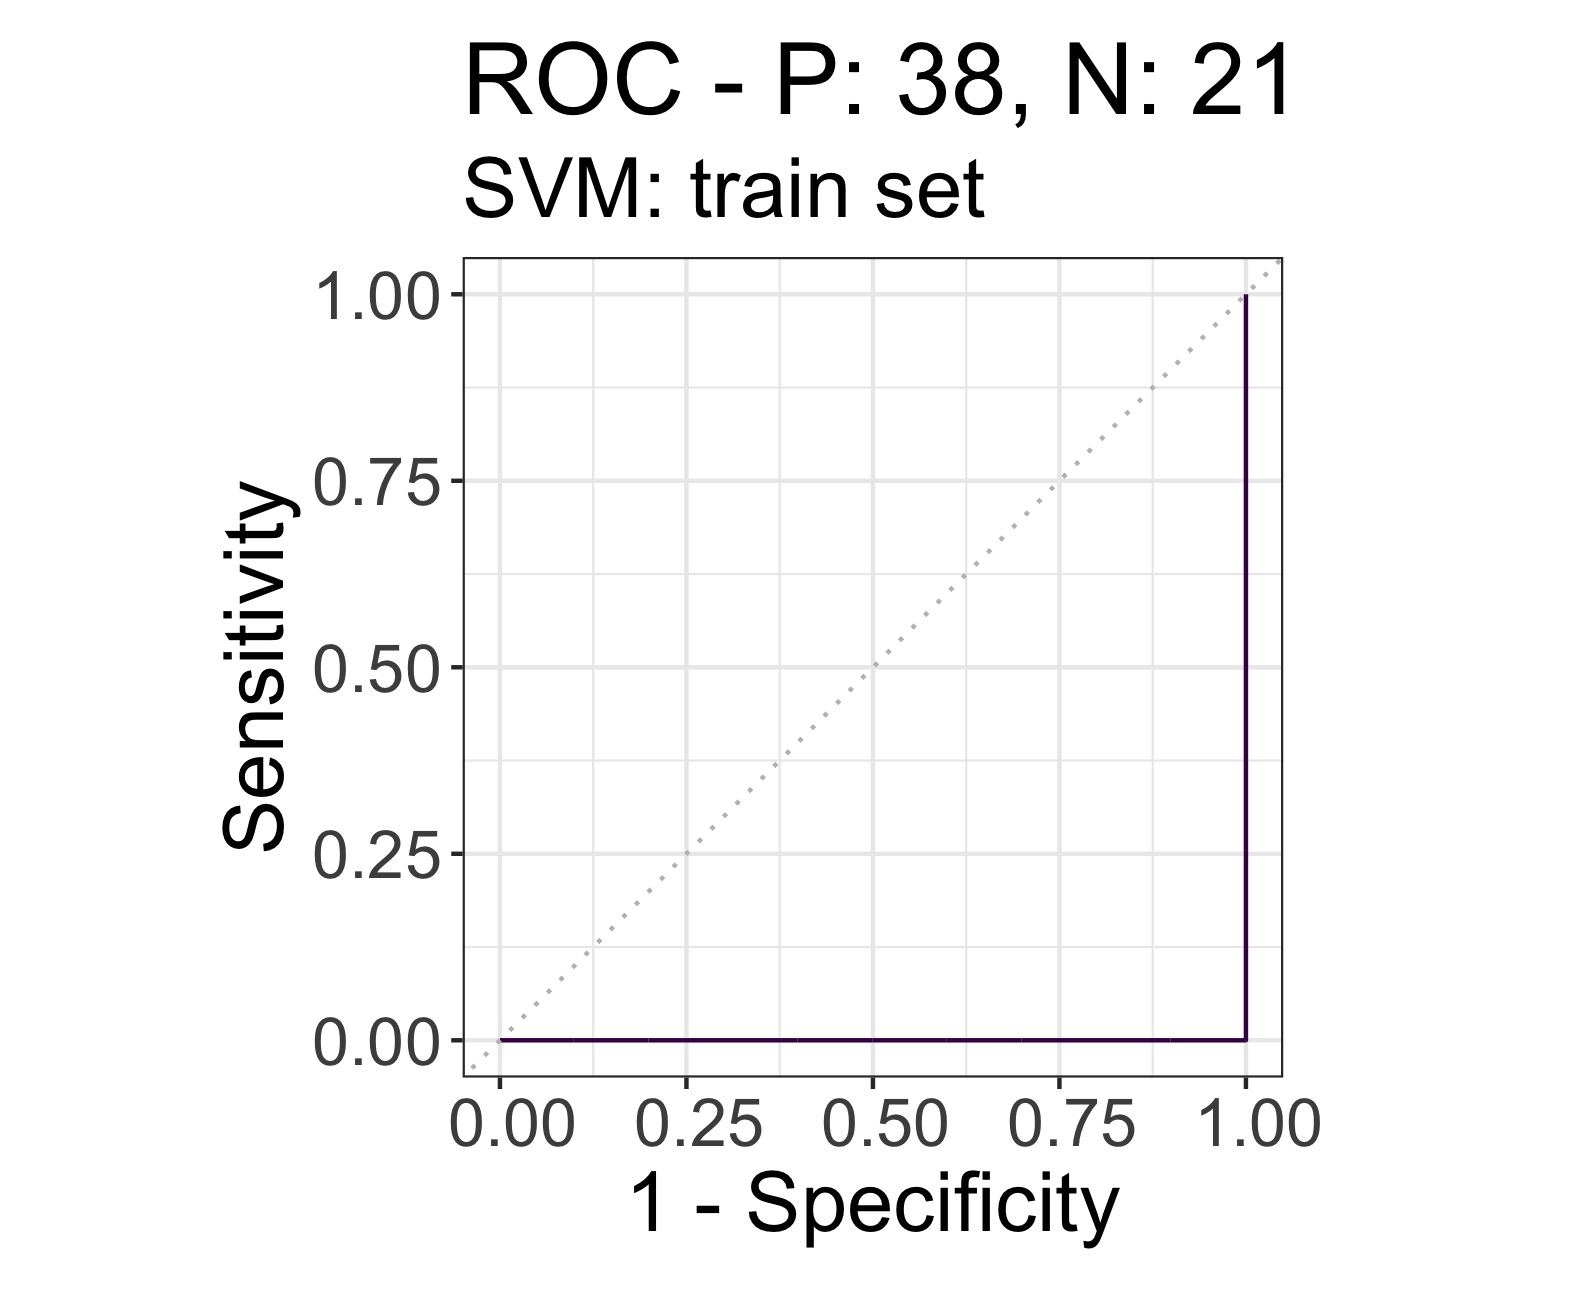 ROC - P: 38, N: 21
SVM: train set
1.00
0.75
0.50
0.25
0.00
Sensitivity
0.00 0.25 0.50 0.75 1.00
1 - Specificity